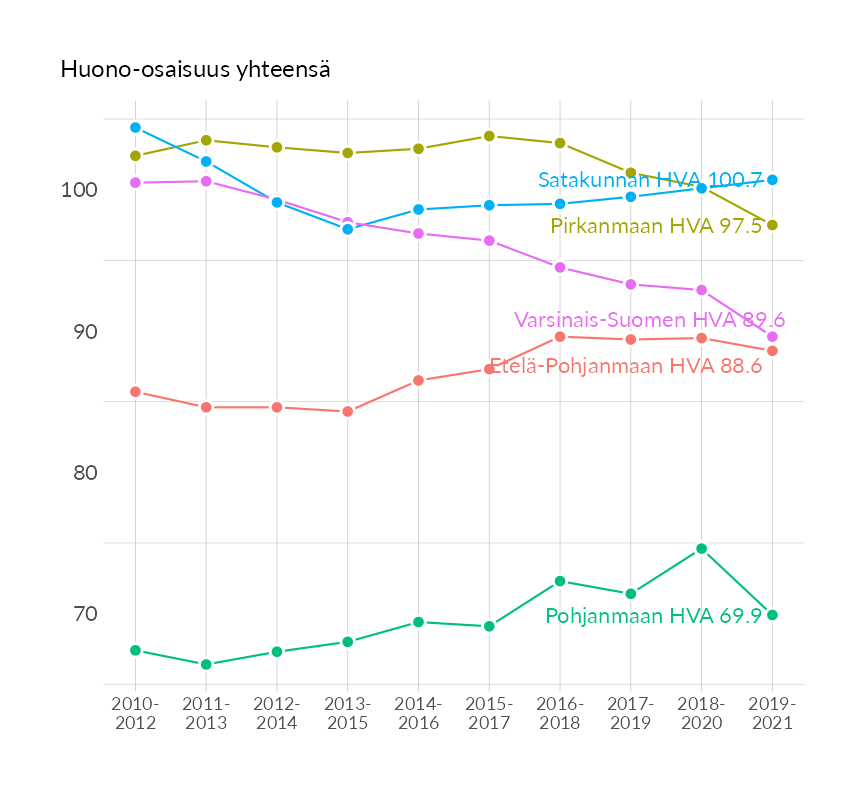 Huono-osaisuus yhteensä
100
90
80
70
Satakunnan HVA 100.7
Pirkanmaan HVA 97.5
Varsinais-Suomen HVA 89.6
Etelä-Pohjanmaan HVA 88.6
Pohjanmaan HVA 69.9
2010- 2011- 2012- 2013- 2014- 2015- 2016- 2017- 2018- 2019-
2012 2013 2014 2015 2016 2017 2018 2019 2020 2021